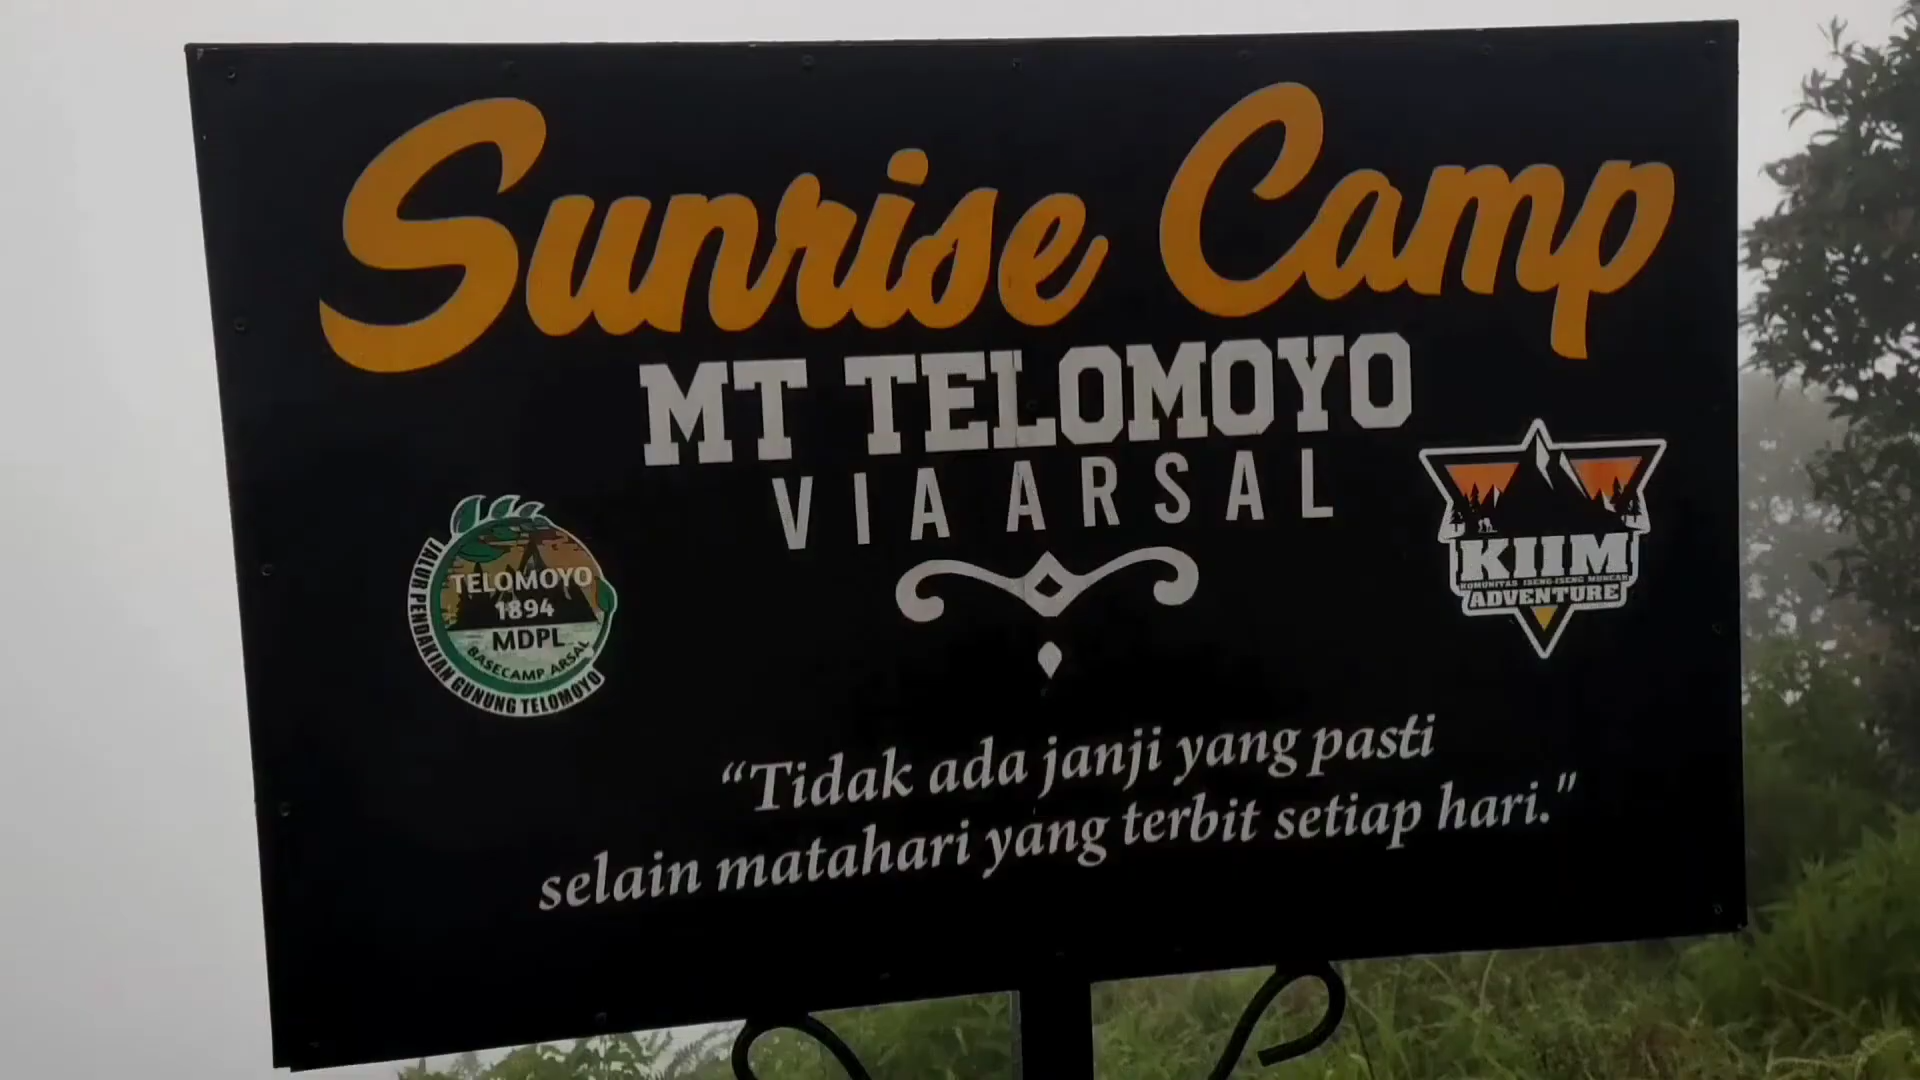 Sunrise Camp
MT TELOMOYO
VIA ARSAL
TELOMOYO
1894
MDPL
BASECAMP ARSAL
JALUR PENDAKIAN GUNUNG TELOMOYO
KIIM
KOMUNITAS ISENG-ISENG MUNCAK
ADVENTURE
“Tidak ada janji yang pasti
selain matahari yang terbit setiap hari."